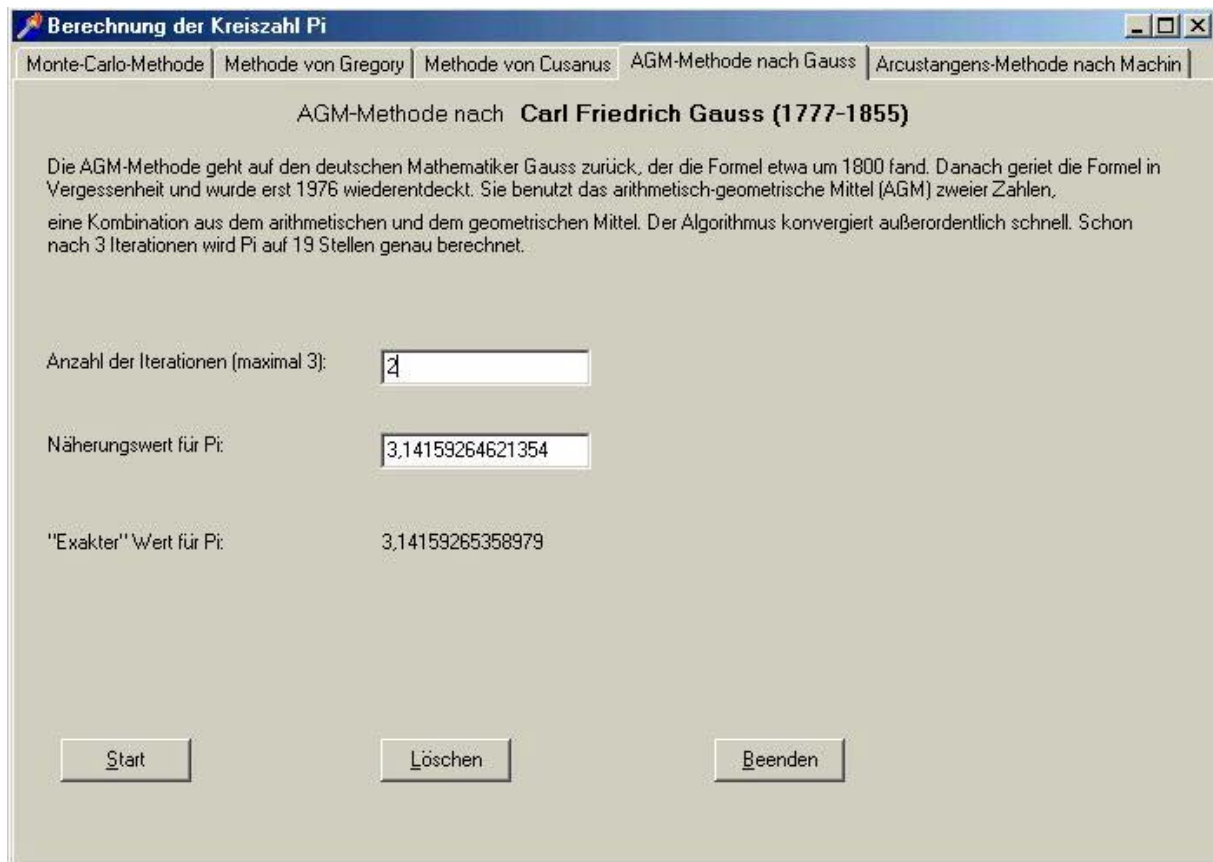 Berechnung der Kreiszahl Pi
Monte-Carlo-Methode Methode von Gregory Methode von Cusanus AGM-Methode nach Gauss Arcustangens-Methode nach Machin
AGM-Methode nach Carl Friedrich Gauss (1777-1855)
Die AGM-Methode geht auf den deutschen Mathematiker Gauss zurück, der die Formel etwa um 1800 fand. Danach geriet die Formel in
Vergessenheit und wurde erst 1976 wiederentdeckt. Sie benutzt das arithmetisch-geometrische Mittel (AGM) zweier Zahlen,
eine Kombination aus dem arithmetischen und dem geometrischen Mittel. Der Algorithmus konvergiert außerordentlich schnell. Schon
nach 3 Iterationen wird Pi auf 19 Stellen genau berechnet.
Anzahl der Iterationen (maximal 3): 2
Näherungswert für Pi: 3,14159264621354
"Exakter" Wert für Pi: 3,14159265358979
Start Löschen Beenden